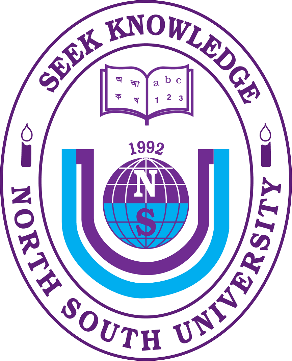 SEEK KNOWLEDGE
অ আ a b c
ক খ 1 2 3
1992
N
S
NORTH SOUTH UNIVERSITY